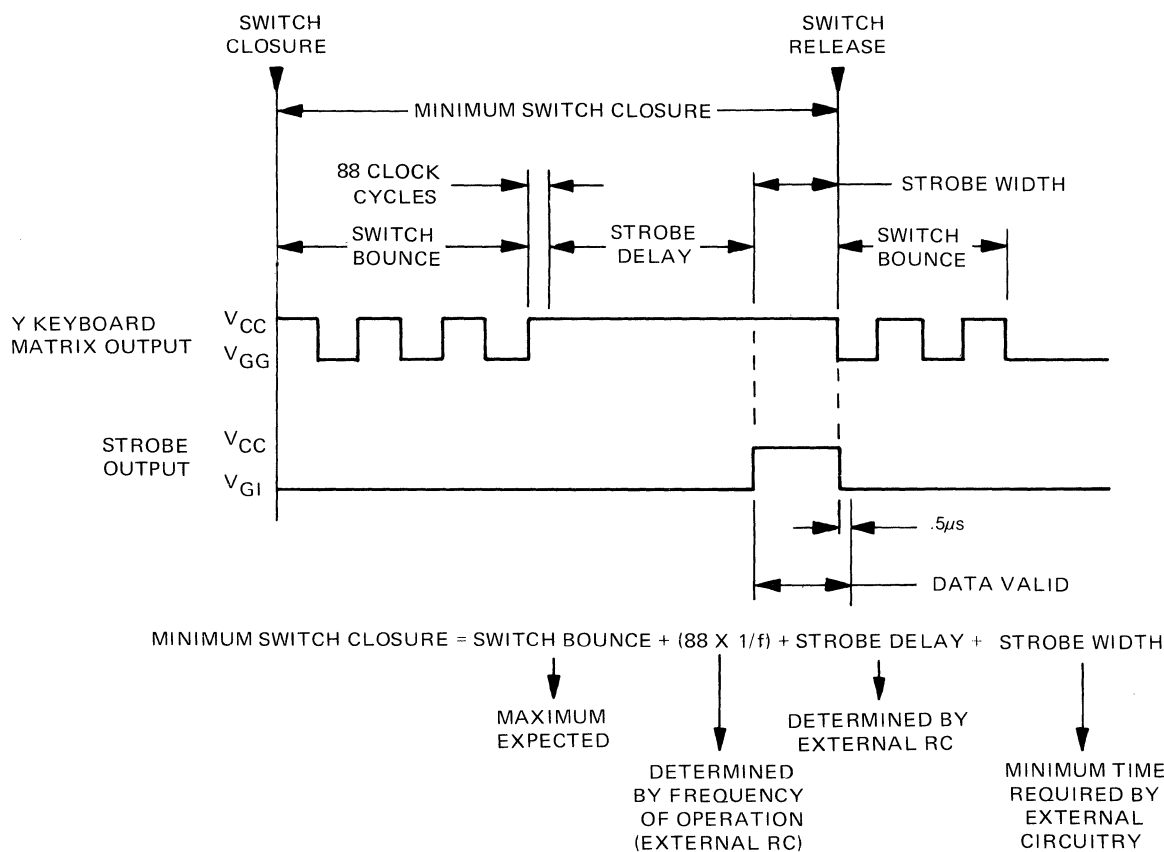 SWITCH
CLOSURE
SWITCH
RELEASE
MINIMUM SWITCH CLOSURE
88 CLOCK
CYCLES
STROBE WIDTH
SWITCH
BOUNCE
STROBE
DELAY
SWITCH
BOUNCE
Y KEYBOARD
MATRIX OUTPUT
VCC
VGG
STROBE
OUTPUT
VCC
VGI
.5µs
DATA VALID
MINIMUM SWITCH CLOSURE = SWITCH BOUNCE + (88 X 1/f) + STROBE DELAY + STROBE WIDTH
MAXIMUM
EXPECTED
DETERMINED
BY FREQUENCY
OF OPERATION
(EXTERNAL RC)
DETERMINED BY
EXTERNAL RC
MINIMUM TIME
REQUIRED BY
EXTERNAL
CIRCUITRY